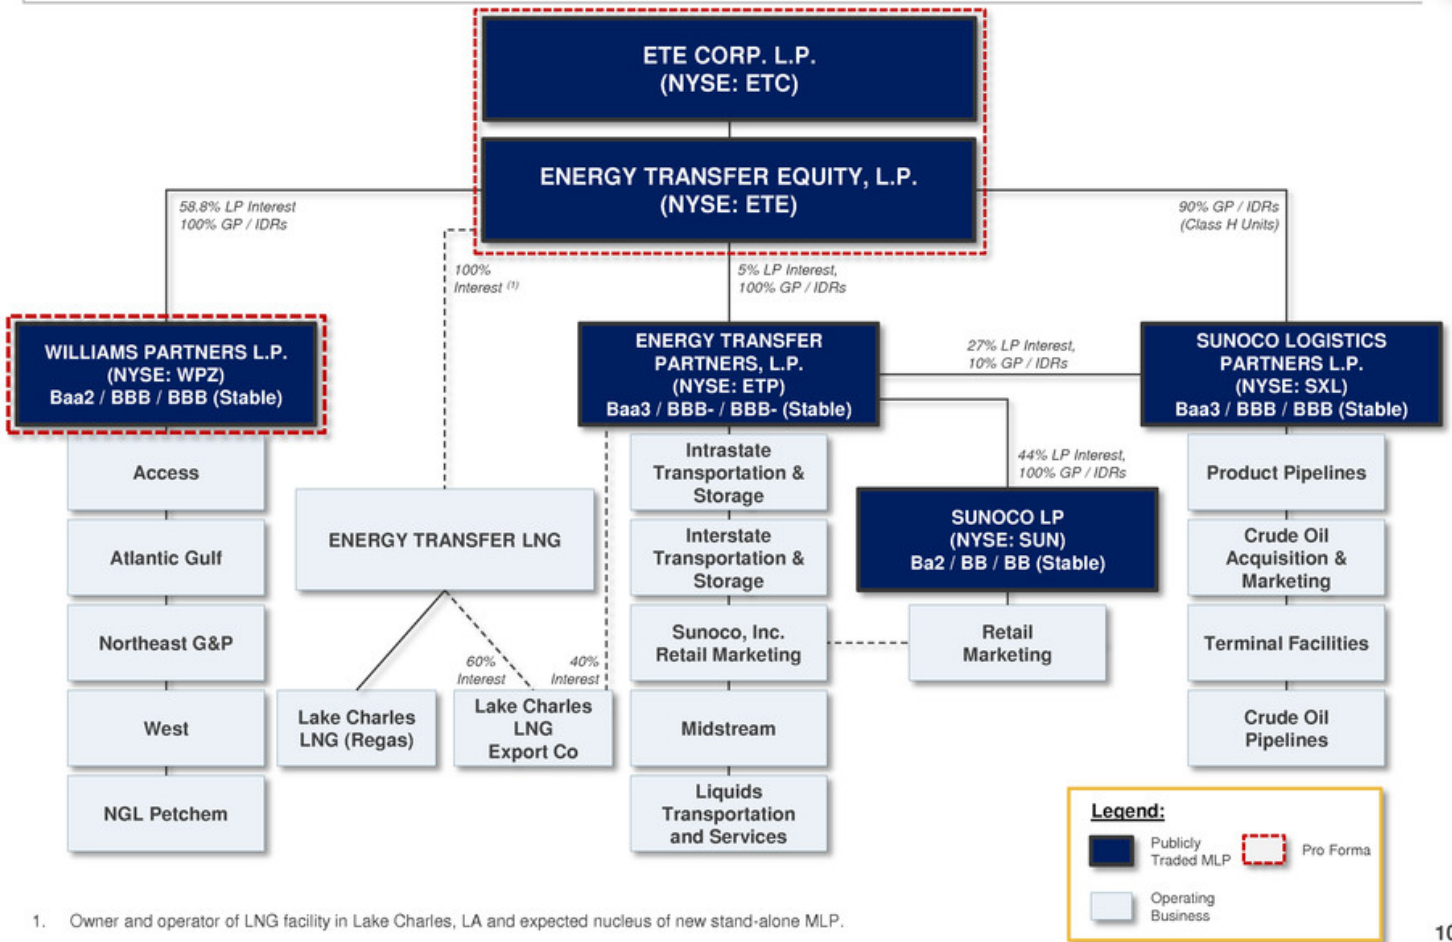 ETE CORP. L.P.
(NYSE: ETC)
ENERGY TRANSFER EQUITY, L.P.
(NYSE: ETE)
58.8% LP Interest
100% GP / IDRs
90% GP / IDRs
(Class H Units)
100%
Interest (1)
5% LP Interest,
100% GP / IDRs
WILLIAMS PARTNERS L.P.
(NYSE: WPZ)
Baa2 / BBB / BBB (Stable)
ENERGY TRANSFER
PARTNERS, L.P.
(NYSE: ETP)
Baa3 / BBB- / BBB- (Stable)
27% LP Interest,
10% GP / IDRs
SUNOCO LOGISTICS
PARTNERS L.P.
(NYSE: SXL)
Baa3 / BBB / BBB (Stable)
Access
Atlantic Gulf
Northeast G&P
West
NGL Petchem
ENERGY TRANSFER LNG
60%
Interest
40%
Interest
Lake Charles
LNG (Regas)
Lake Charles
LNG
Export Co
Intrastate
Transportation &
Storage
Interstate
Transportation &
Storage
Sunoco, Inc.
Retail Marketing
Midstream
Liquids
Transportation
and Services
44% LP Interest,
100% GP / IDRs
SUNOCO LP
(NYSE: SUN)
Ba2 / BB / BB (Stable)
Retail
Marketing
Product Pipelines
Crude Oil
Acquisition &
Marketing
Terminal Facilities
Crude Oil
Pipelines
Legend:
Publicly
Traded MLP
Pro Forma
Operating
Business
1. Owner and operator of LNG facility in Lake Charles, LA and expected nucleus of new stand-alone MLP.
10